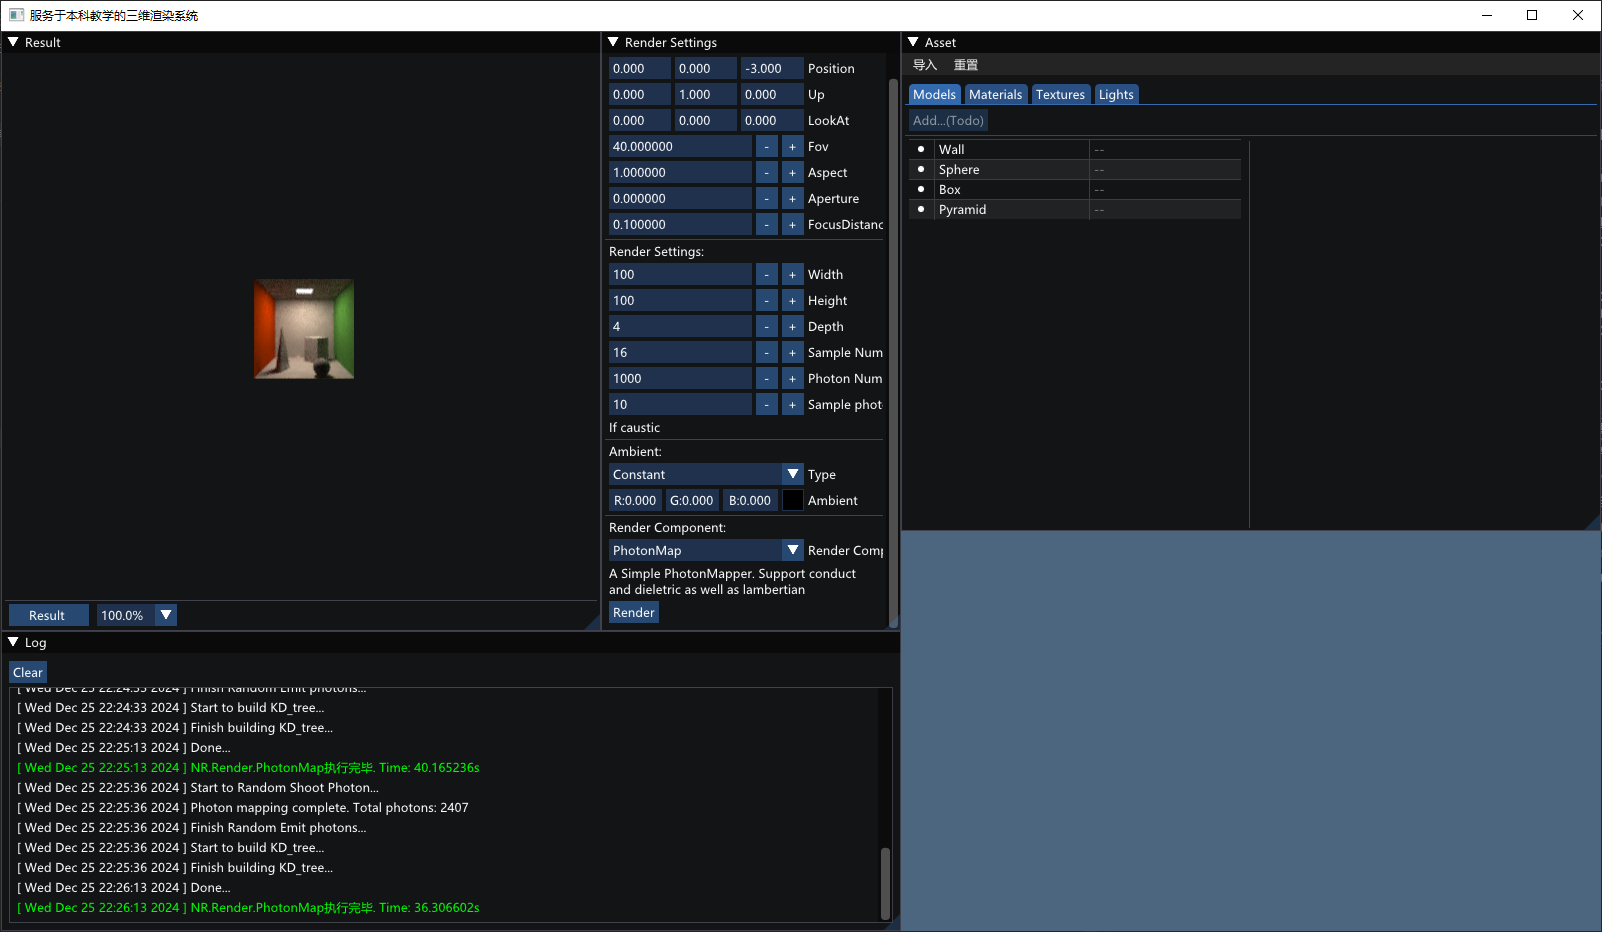 服务于本科教学的三维渲染系统
Result
Result 100.0%
Render Settings
0.000 0.000 -3.000 Position
0.000 1.000 0.000 Up
0.000 0.000 0.000 LookAt
40.000000 - + Fov
1.000000 - + Aspect
0.000000 - + Aperture
0.100000 - + FocusDistanc
Render Settings:
100 - + Width
100 - + Height
4 - + Depth
16 - + Sample Num
1000 - + Photon Num
10 - + Sample phot
If caustic
Ambient:
Constant Type
R:0.000 G:0.000 B:0.000 Ambient
Render Component:
PhotonMap Render Comp
A Simple PhotonMapper. Support conduct
and dieletric as well as lambertian
Render
Asset
导入 重置
Models Materials Textures Lights
Add...(Todo)
Wall --
Sphere --
Box --
Pyramid --
Log
Clear
[ Wed Dec 25 22:24:33 2024 ] Finish Random Emit photons...
[ Wed Dec 25 22:24:33 2024 ] Start to build KD_tree...
[ Wed Dec 25 22:24:33 2024 ] Finish building KD_tree...
[ Wed Dec 25 22:25:13 2024 ] Done...
[ Wed Dec 25 22:25:13 2024 ] NR.Render.PhotonMap执行完毕. Time: 40.165236s
[ Wed Dec 25 22:25:36 2024 ] Start to Random Shoot Photon...
[ Wed Dec 25 22:25:36 2024 ] Photon mapping complete. Total photons: 2407
[ Wed Dec 25 22:25:36 2024 ] Finish Random Emit photons...
[ Wed Dec 25 22:25:36 2024 ] Start to build KD_tree...
[ Wed Dec 25 22:25:36 2024 ] Finish building KD_tree...
[ Wed Dec 25 22:26:13 2024 ] Done...
[ Wed Dec 25 22:26:13 2024 ] NR.Render.PhotonMap执行完毕. Time: 36.306602s